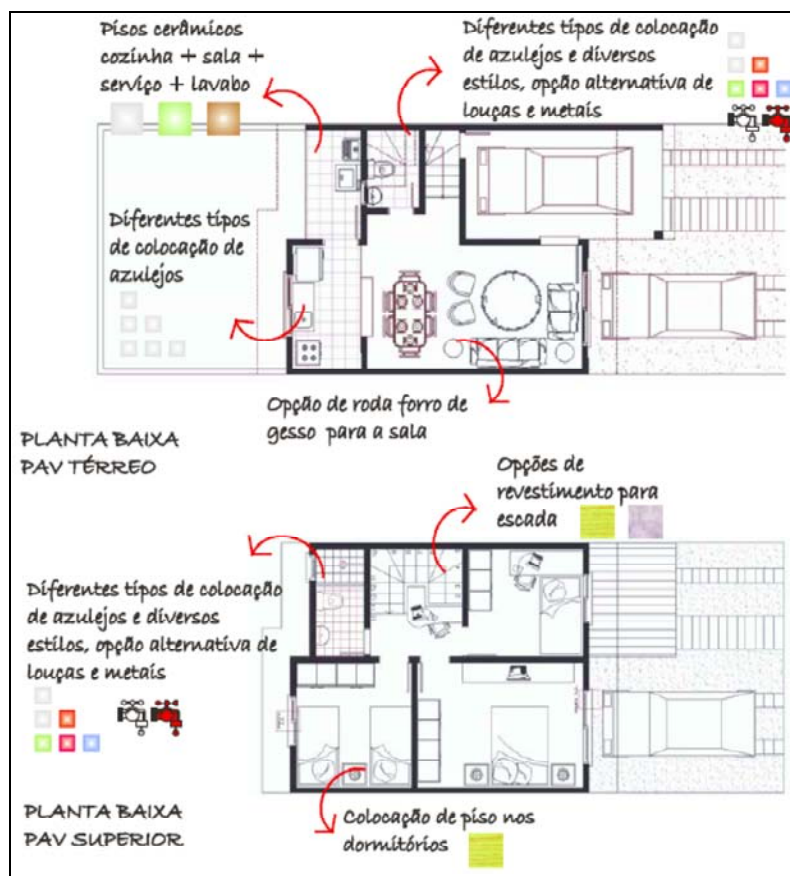 Pisos cerâmicos
cozinha + sala +
serviço + lavabo
Diferentes tipos de colocação
de azulejos e diversos
estilos, opção alternativa de
louças e metais
Diferentes tipos
de colocação de
azulejos
Opção de roda forro de
gesso para a sala
PLANTA BAIXA
PAV TÉRREO
Opções de
revestimento para
escada
Diferentes tipos de colocação
de azulejos e diversos
estilos, opção alternativa de
louças e metais
Colocação de piso nos
dormitórios
PLANTA BAIXA
PAV SUPERIOR